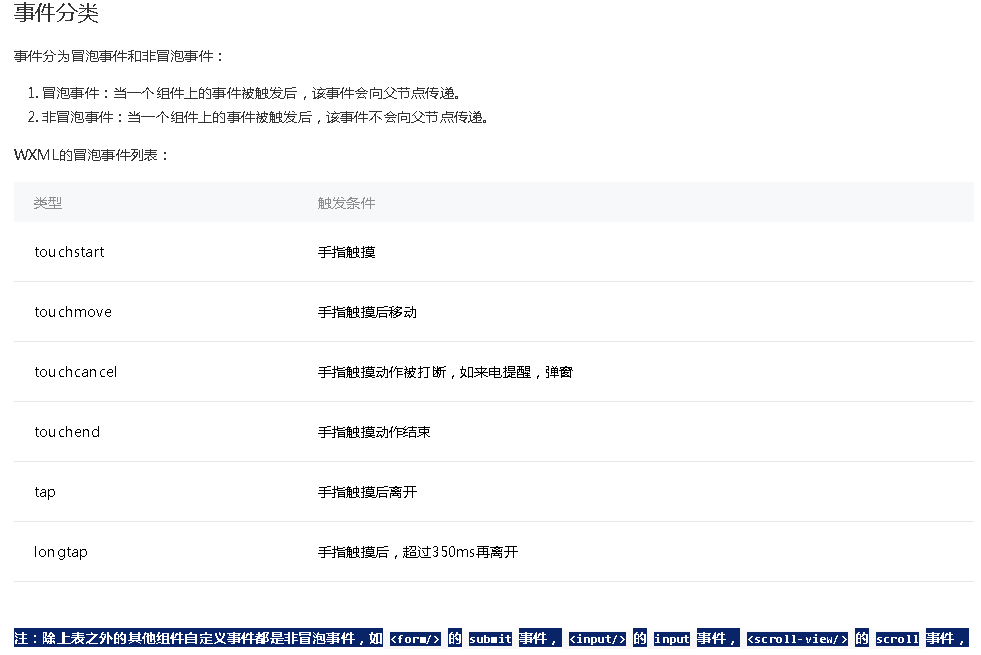 事件分类
事件分为冒泡事件和非冒泡事件：
1. 冒泡事件：当一个组件上的事件被触发后，该事件会向父节点传递。
2. 非冒泡事件：当一个组件上的事件被触发后，该事件不会向父节点传递。
WXML的冒泡事件列表：
类型 触发条件
touchstart 手指触摸
touchmove 手指触摸后移动
touchcancel 手指触摸动作被打断，如来电提醒，弹窗
touchend 手指触摸动作结束
tap 手指触摸后离开
longtap 手指触摸后，超过350ms再离开
注：除上表之外的其他组件自定义事件都是非冒泡事件，如 <form/> 的 submit 事件， <input/> 的 input 事件， <scroll-view/> 的 scroll 事件，